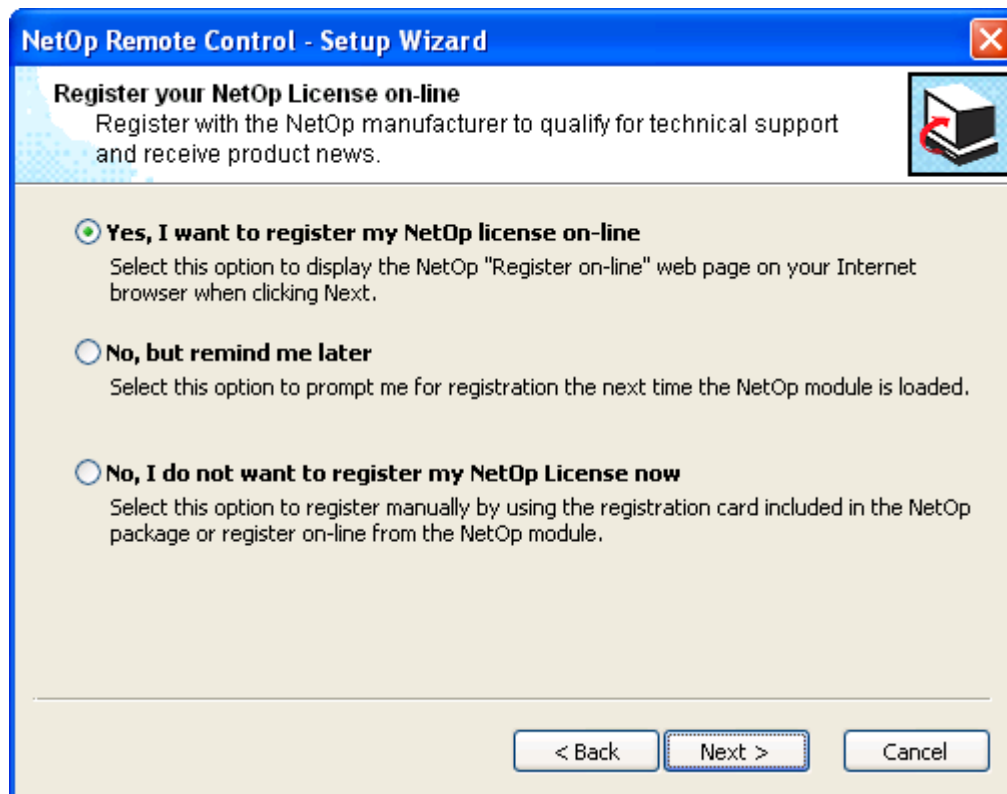 NetOp Remote Control - Setup Wizard
Register your NetOp License on-line
Register with the NetOp manufacturer to qualify for technical support
and receive product news.
Yes, I want to register my NetOp license on-line
Select this option to display the NetOp "Register on-line" web page on your Internet
browser when clicking Next.
No, but remind me later
Select this option to prompt me for registration the next time the NetOp module is loaded.
No, I do not want to register my NetOp License now
Select this option to register manually by using the registration card included in the NetOp
package or register on-line from the NetOp module.
< Back
Next >
Cancel